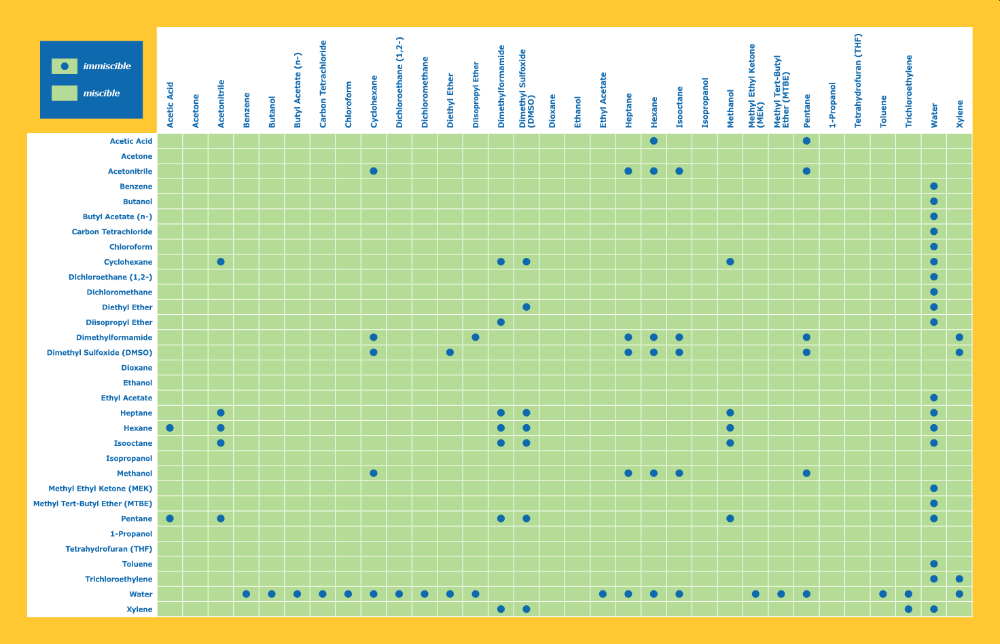 immiscible
miscible
Acetic Acid
Acetone
Acetonitrile
Benzene
Butanol
Butyl Acetate (n-)
Carbon Tetrachloride
Chloroform
Cyclohexane
Dichloroethane (1,2-)
Dichloromethane
Diethyl Ether
Diisopropyl Ether
Dimethylformamide
Dimethyl Sulfoxide
(DMSO)
Dioxane
Ethanol
Ethyl Acetate
Heptane
Hexane
Isooctane
Isopropanol
Methanol
Methyl Ethyl Ketone
(MEK)
Methyl Tert-Butyl
Ether (MTBE)
Pentane
1-Propanol
Tetrahydrofuran (THF)
Toluene
Trichloroethylene
Water
Xylene
Acetic Acid
Acetone
Acetonitrile
Benzene
Butanol
Butyl Acetate (n-)
Carbon Tetrachloride
Chloroform
Cyclohexane
Dichloroethane (1,2-)
Dichloromethane
Diethyl Ether
Diisopropyl Ether
Dimethylformamide
Dimethyl Sulfoxide (DMSO)
Dioxane
Ethanol
Ethyl Acetate
Heptane
Hexane
Isooctane
Isopropanol
Methanol
Methyl Ethyl Ketone (MEK)
Methyl Tert-Butyl Ether (MTBE)
Pentane
1-Propanol
Tetrahydrofuran (THF)
Toluene
Trichloroethylene
Water
Xylene